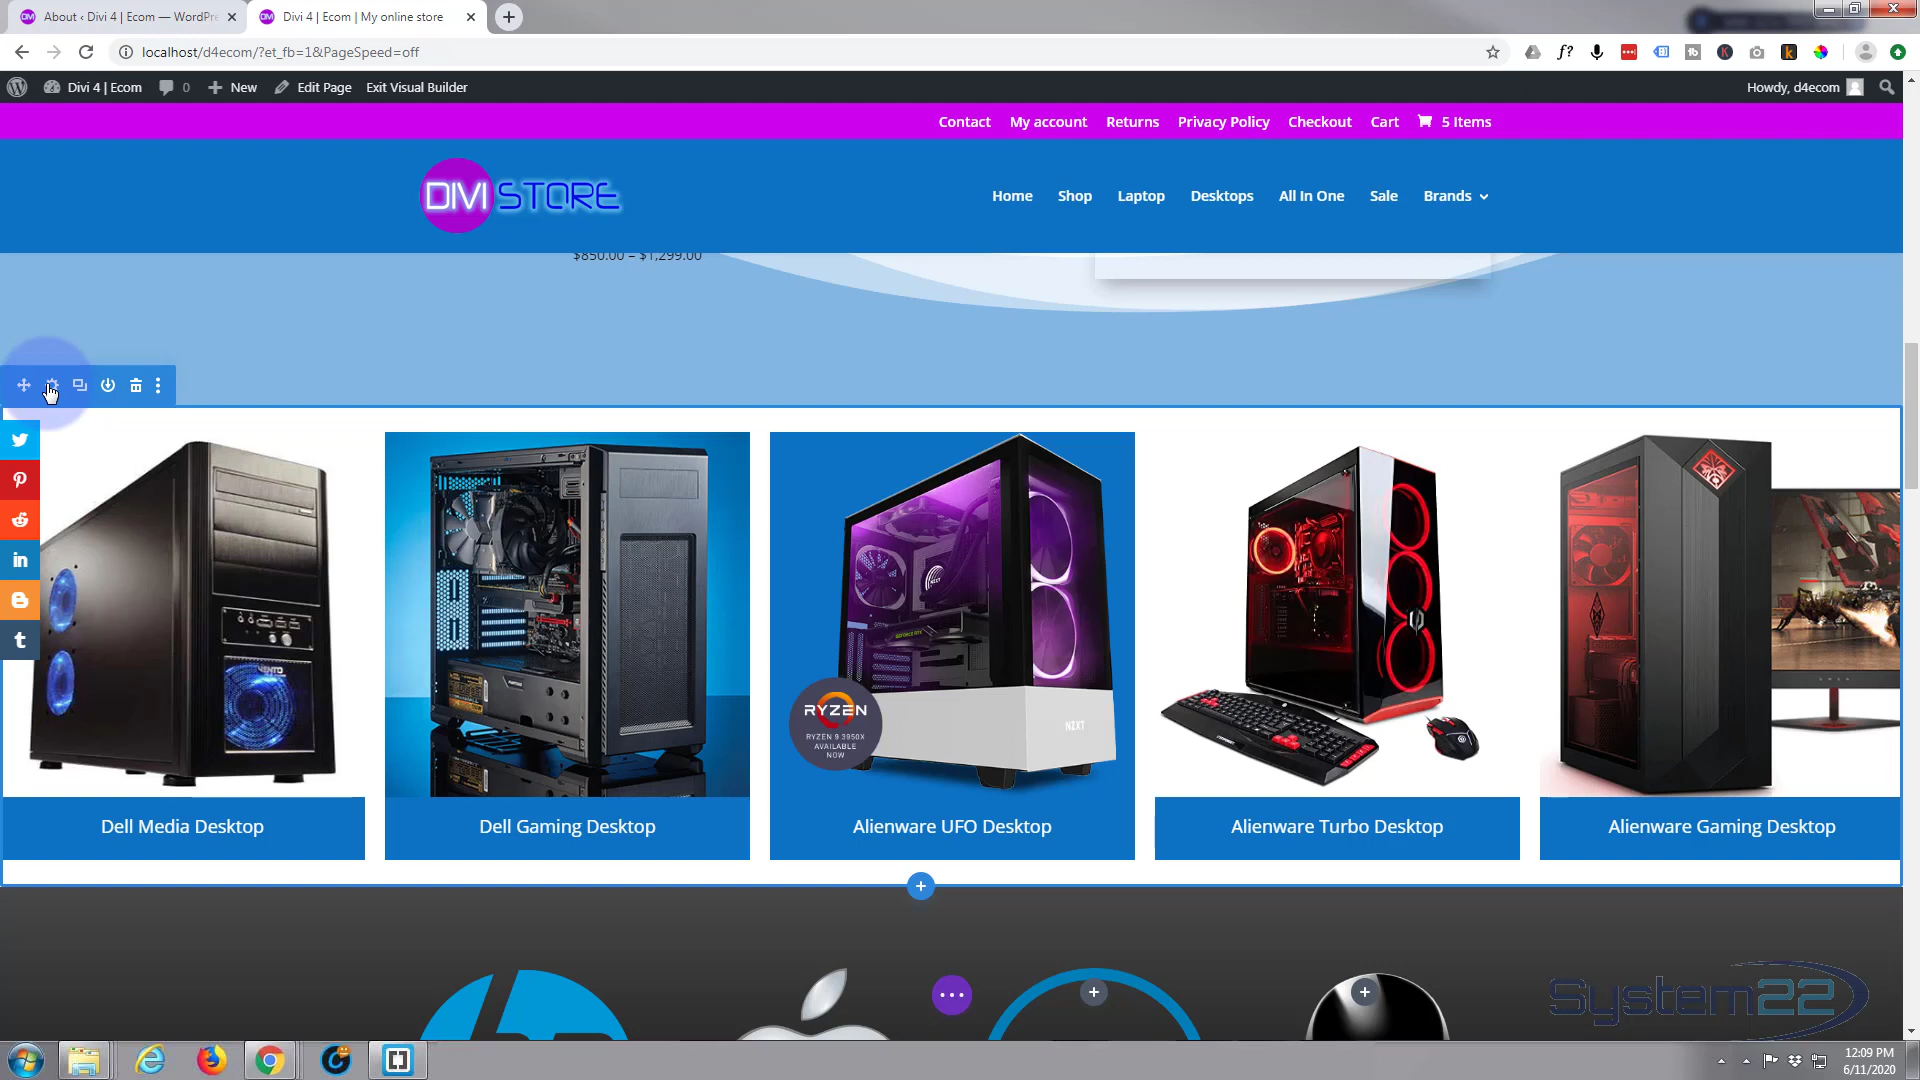 About ‹ Divi 4 | Ecom — WordPre
Divi 4 | Ecom | My online store
localhost/d4ecom/?et_fb=1&PageSpeed=off
Divi 4 | Ecom
0
New
Edit Page
Exit Visual Builder
Howdy, d4ecom
Contact
My account
Returns
Privacy Policy
Checkout
Cart
5 Items
DIVI STORE
Home
Shop
Laptop
Desktops
All In One
Sale
Brands
$850.00 – $1,299.00
RYZEN
RYZEN 9 3950X
AVAILABLE
NOW
NZXT
Dell Media Desktop
Dell Gaming Desktop
Alienware UFO Desktop
Alienware Turbo Desktop
Alienware Gaming Desktop
System22
12:09 PM
6/11/2020